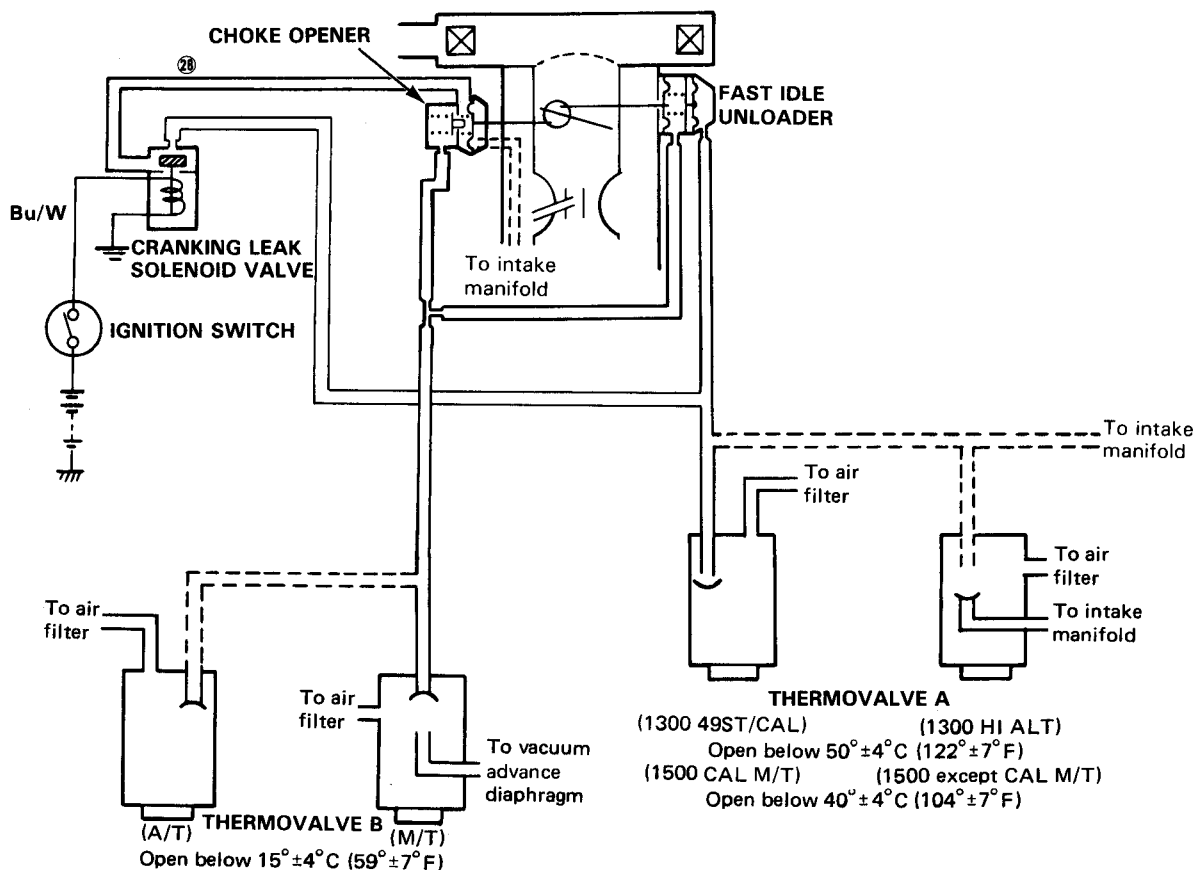 CHOKE OPENER
28
FAST IDLE
UNLOADER
Bu/W
CRANKING LEAK
SOLENOID VALVE
To intake
manifold
IGNITION SWITCH
To intake
manifold
To air
filter
To air
filter
To intake
manifold
To air
filter
To air
filter
To vacuum
advance
diaphragm
THERMOVALVE A
(1300 49ST/CAL) (1300 HI ALT)
Open below 50°±4°C (122°±7°F)
(1500 CAL M/T) (1500 except CAL M/T)
Open below 40°±4°C (104°±7°F)
(A/T) THERMOVALVE B (M/T)
Open below 15°±4°C (59°±7°F)